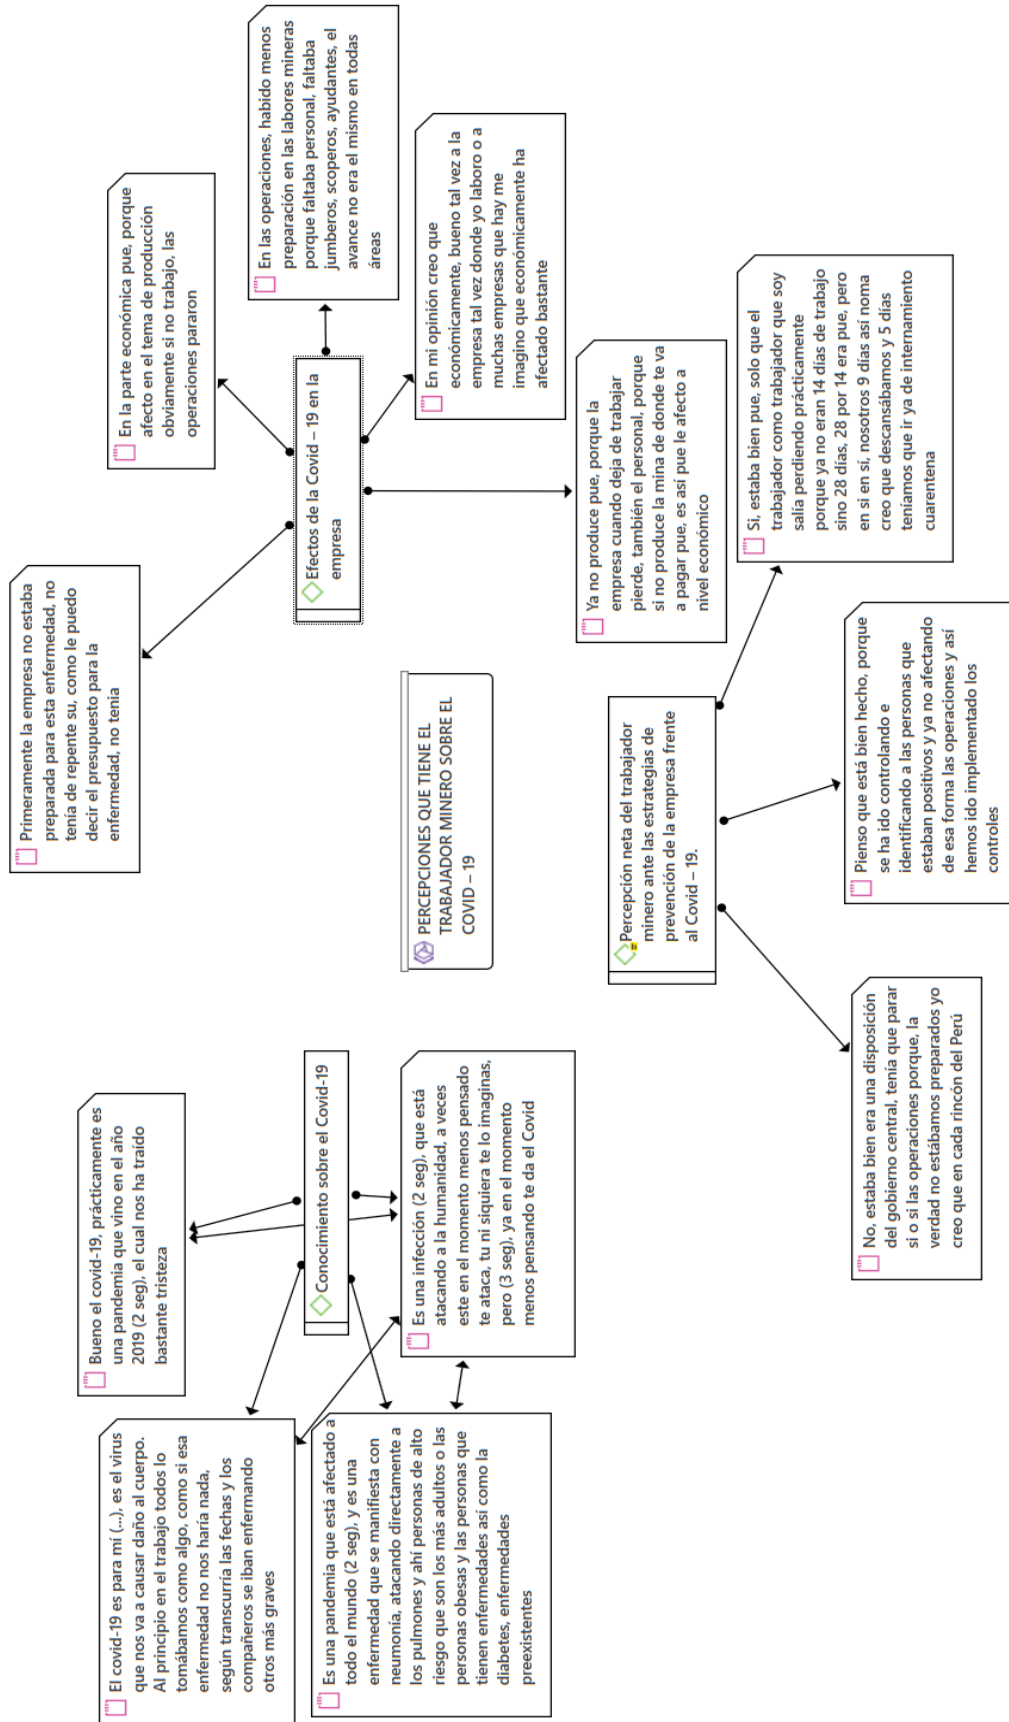 El covid-19 es para mí (...), es el virus
que nos va a causar daño al cuerpo.
Al principio en el trabajo todos lo
tomábamos como algo, como si esa
enfermedad no nos haría nada,
según transcurría las fechas y los
compañeros se iban enfermando
otros más graves
Bueno el covid-19, prácticamente es
una pandemia que vino en el año
2019 (2 seg), el cual nos ha traído
bastante tristeza
Primeramente la empresa no estaba
preparada para esta enfermedad, no
tenía de repente su, como le puedo
decir el presupuesto para la
enfermedad, no tenia
En la parte económica pue, porque
afecto en el tema de producción
obviamente si no trabajo, las
operaciones pararon
En las operaciones, habido menos
preparación en las labores mineras
porque faltaba personal, faltaba
jumberos, scoperos, ayudantes, el
avance no era el mismo en todas
áreas
Conocimiento sobre el Covid-19
Efectos de la Covid – 19 en la
empresa
Es una pandemia que está afectado a
todo el mundo (2 seg), y es una
enfermedad que se manifiesta con
neumonía, atacando directamente a
los pulmones y ahí personas de alto
riesgo que son los más adultos o las
personas obesas y las personas que
tienen enfermedades así como la
diabetes, enfermedades
preexistentes
Es una infección (2 seg), que está
atacando a la humanidad, a veces
este en el momento menos pensado
te ataca, tu ni siquiera te lo imaginas,
pero (3 seg), ya en el momento
menos pensando te da el Covid
PERCEPCIONES QUE TIENE EL
TRABAJADOR MINERO SOBRE EL
COVID – 19
En mi opinión creo que
económicamente, bueno tal vez a la
empresa tal vez donde yo laboro o a
muchas empresas que hay me
imagino que económicamente ha
afectado bastante
Ya no produce pue, porque la
empresa cuando deja de trabajar
pierde, también el personal, porque
si no produce la mina de donde te va
a pagar pue, es así pue le afecto a
nivel económico
Percepción neta del trabajador
minero ante las estrategias de
prevención de la empresa frente
al Covid – 19.
No, estaba bien era una disposición
del gobierno central, tenía que parar
si o si las operaciones porque, la
verdad no estábamos preparados yo
creo que en cada rincón del Perú
Pienso que está bien hecho, porque
se ha ido controlando e
identificando a las personas que
estaban positivos y ya no afectando
de esa forma las operaciones y así
hemos ido implementado los
controles
Si, estaba bien pue, solo que el
trabajador como trabajador que soy
salía perdiendo prácticamente
porque ya no eran 14 días de trabajo
sino 28 días, 28 por 14 era pue, pero
en si en sí, nosotros 9 días así noma
creo que descansábamos y 5 días
teníamos que ir ya de internamiento
cuarentena